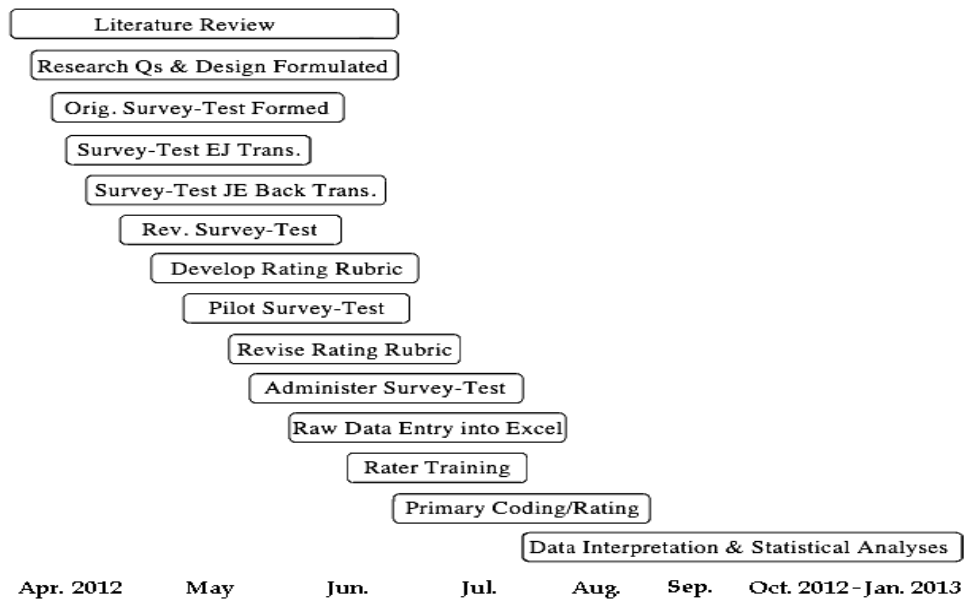 Literature Review
Research Qs & Design Formulated
Orig. Survey-Test Formed
Survey-Test EJ Trans.
Survey-Test JE Back Trans.
Rev. Survey-Test
Develop Rating Rubric
Pilot Survey-Test
Revise Rating Rubric
Administer Survey-Test
Raw Data Entry into Excel
Rater Training
Primary Coding/Rating
Data Interpretation & Statistical Analyses
Apr. 2012 May Jun. Jul. Aug. Sep. Oct. 2012-Jan. 2013